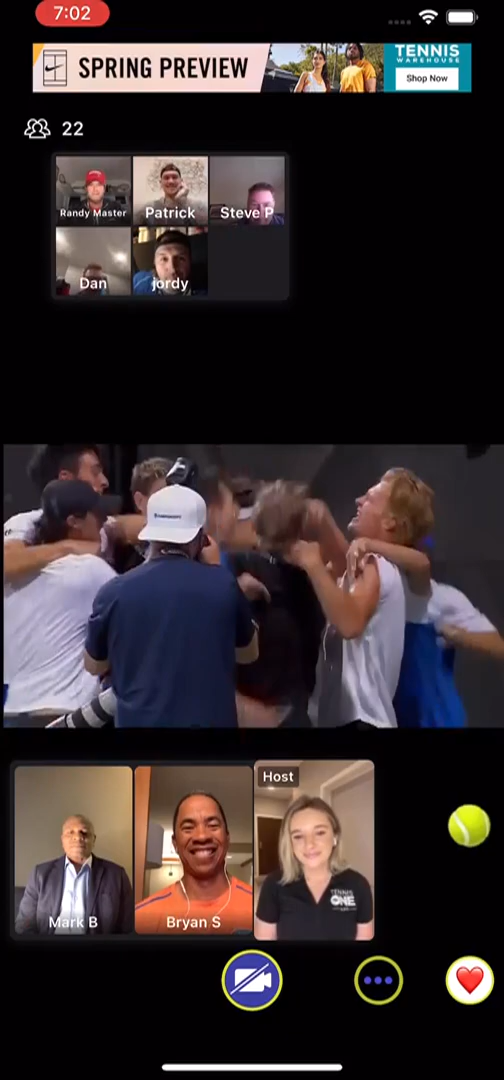 7:02
SPRING PREVIEW
TENNIS
WAREHOUSE
Shop Now
22
Randy Master
Patrick
Steve P
Dan
jordy
Host
Mark B
Bryan S
TENNIS
ONE